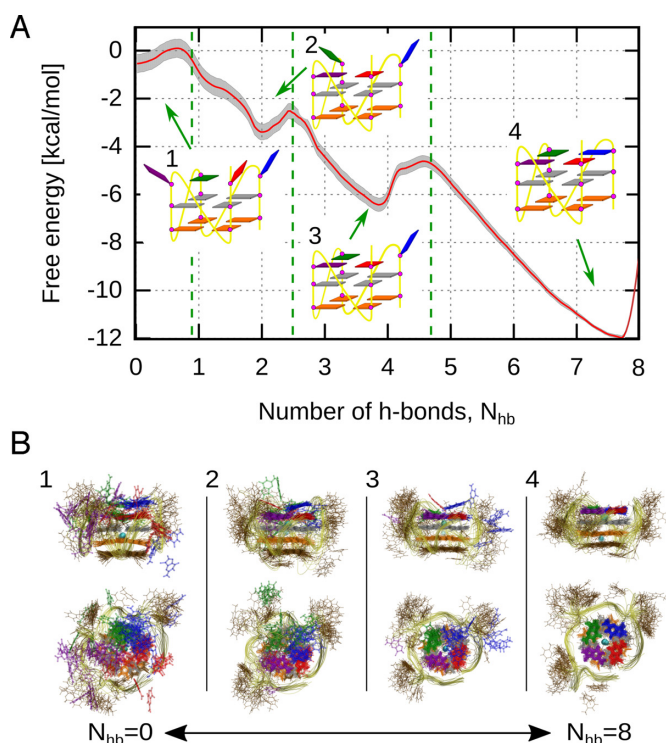 A
0
-2
-4
-6
-8
-10
-12
Free energy [kcal/mol]
1
2
3
4
0 1 2 3 4 5 6 7 8
Number of h-bonds, N_hb
B
1 2 3 4
N_hb=0 N_hb=8